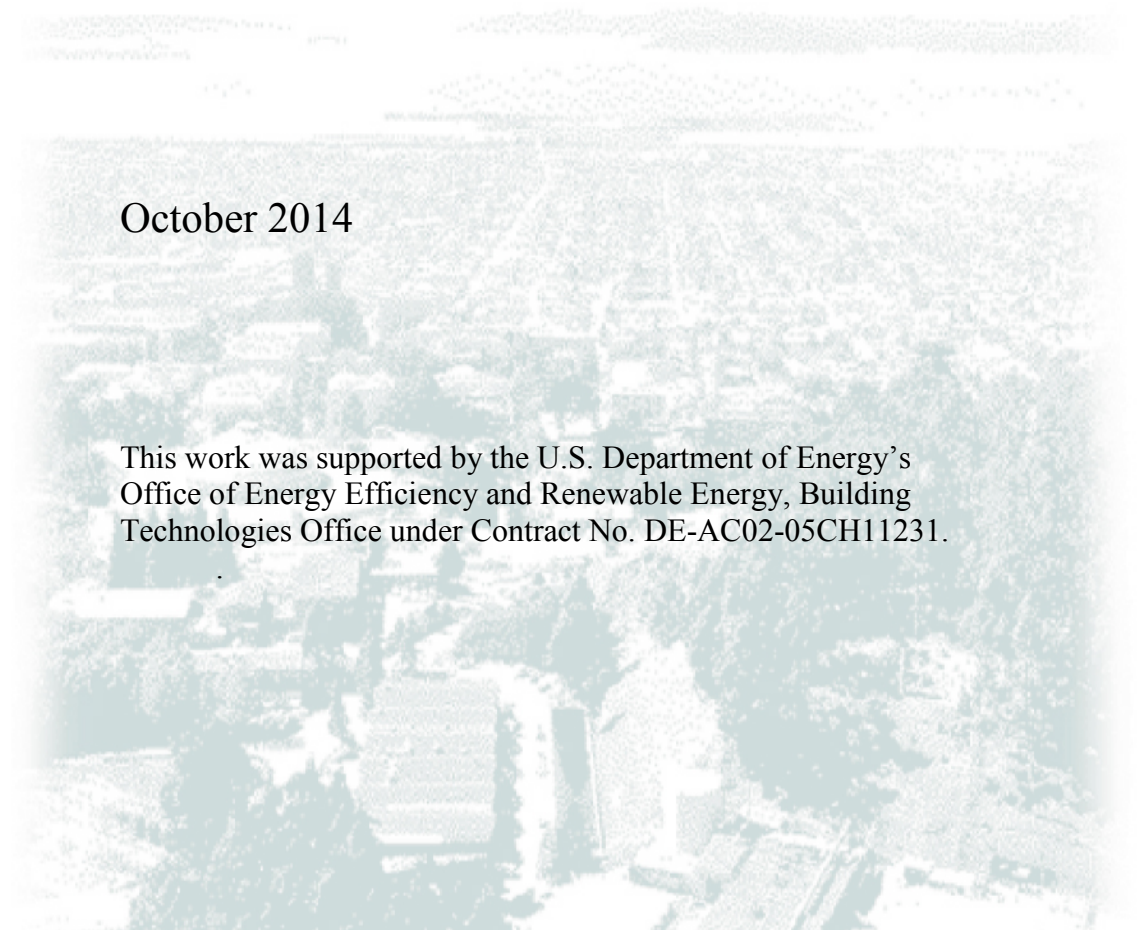 October 2014
This work was supported by the U.S. Department of Energy’s
Office of Energy Efficiency and Renewable Energy, Building
Technologies Office under Contract No. DE-AC02-05CH11231.
.